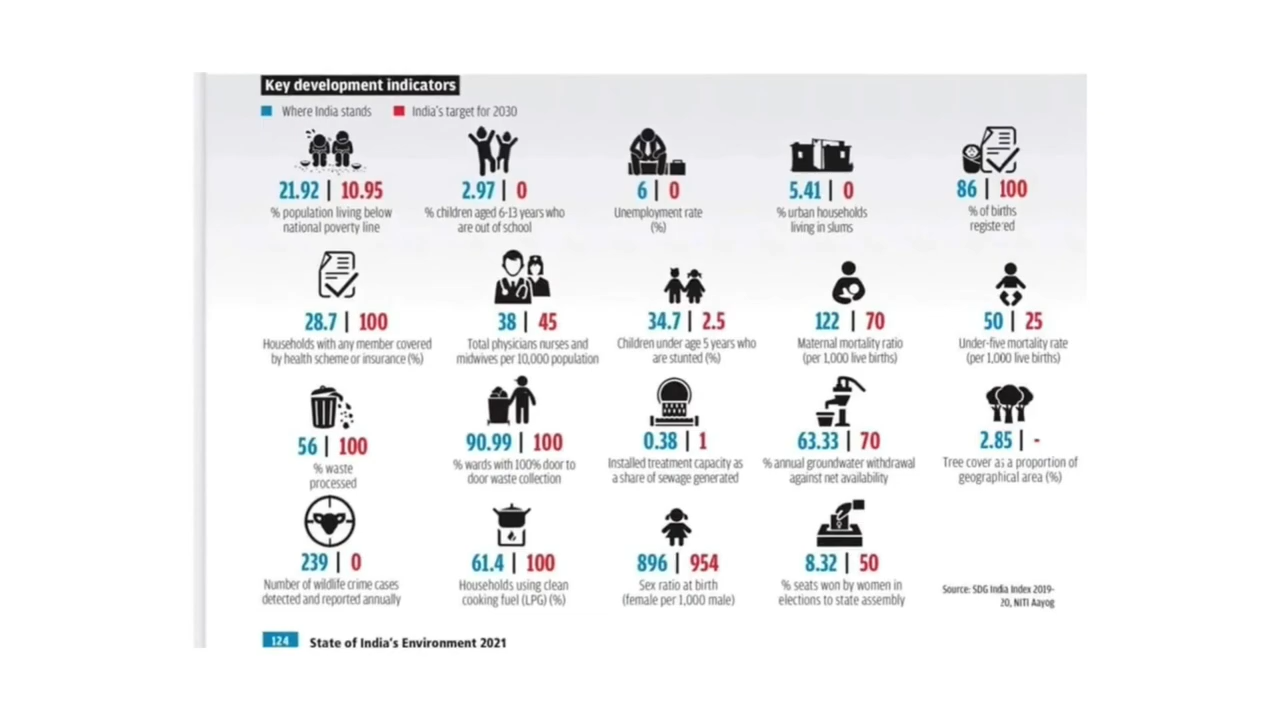 Key development indicators
Where India stands
India's target for 2030
21.92 | 10.95
% population living below
national poverty line
2.97 | 0
% children aged 6-13 years who
are out of school
6 | 0
Unemployment rate
(%)
5.41 | 0
% urban households
living in slums
86 | 100
% of births
registered
28.7 | 100
Households with any member covered
by health scheme or insurance (%)
38 | 45
Total physicians nurses and
midwives per 10,000 population
34.7 | 2.5
Children under age 5 years who
are stunted (%)
122 | 70
Maternal mortality ratio
(per 1,000 live births)
50 | 25
Under-five mortality rate
(per 1,000 live births)
56 | 100
% waste
processed
90.99 | 100
% wards with 100% door to
door waste collection
0.38 | 1
Installed treatment capacity as
a share of sewage generated
63.33 | 70
% annual groundwater withdrawal
against net availability
2.85 | -
Tree cover as a proportion of
geographical area (%)
239 | 0
Number of wildlife crime cases
detected and reported annually
61.4 | 100
Households using clean
cooking fuel (LPG) (%)
896 | 954
Sex ratio at birth
(female per 1,000 male)
8.32 | 50
% seats won by women in
elections to state assembly
Source: SDG India Index 2019-
20, NITI Aayog
124 State of India's Environment 2021